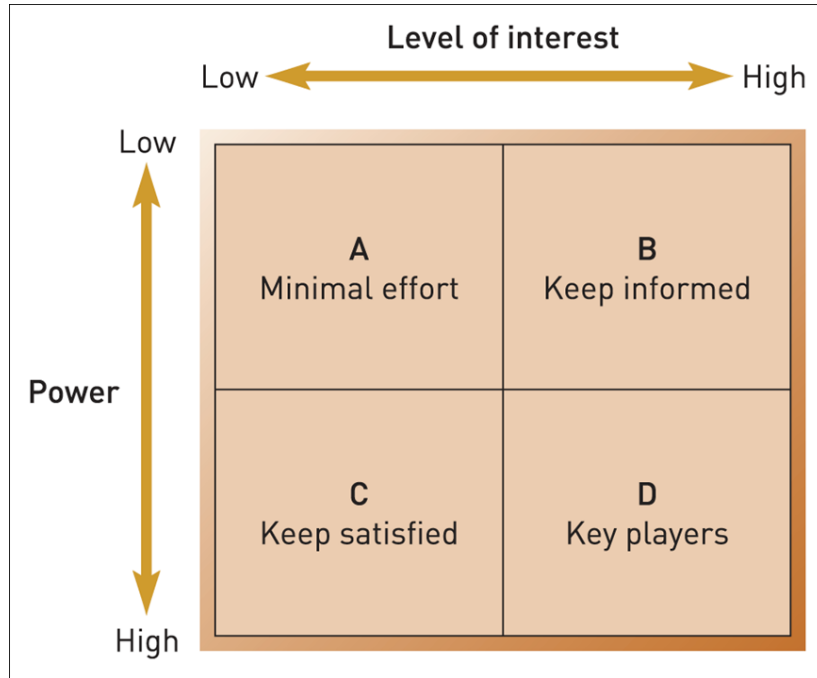 Level of interest
Low
High
Low
A
Minimal effort
B
Keep informed
Power
C
Keep satisfied
D
Key players
High